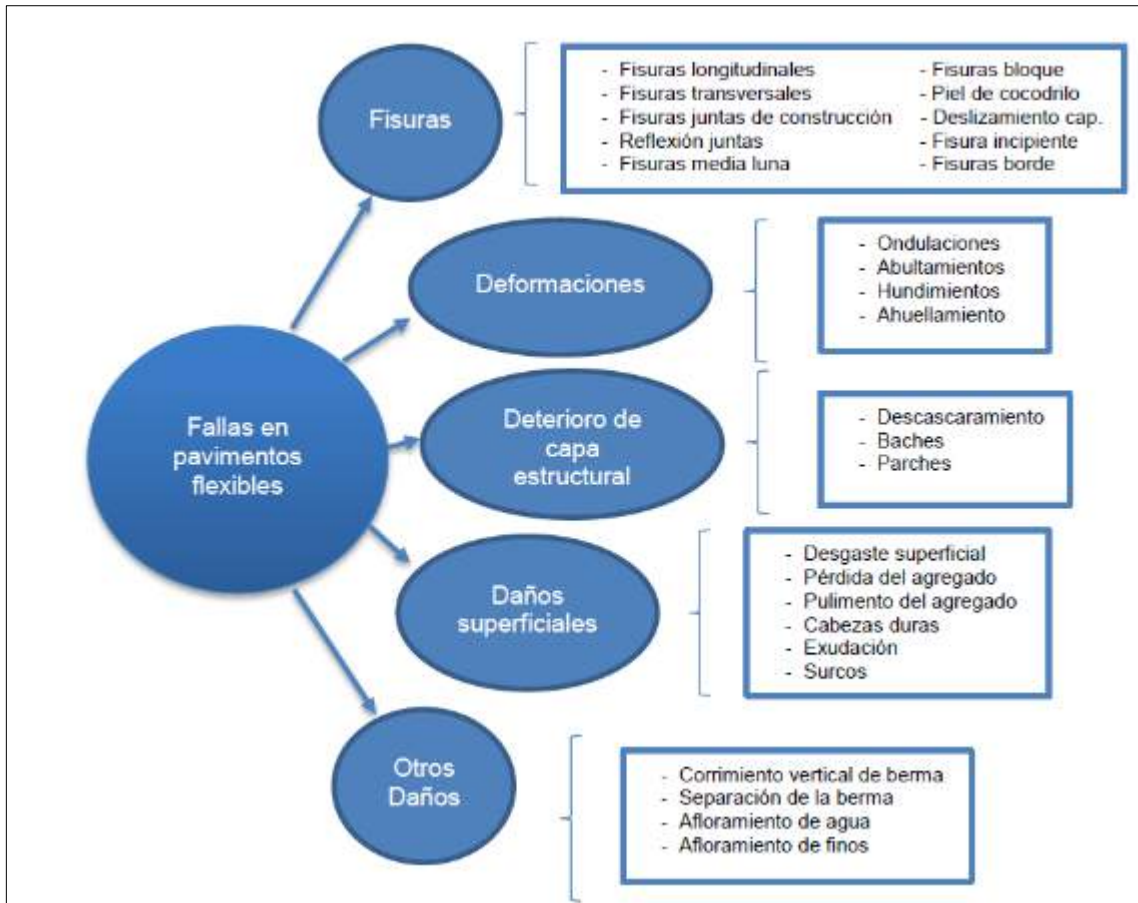 Fallas en
pavimentos
flexibles
Fisuras
- Fisuras longitudinales
- Fisuras transversales
- Fisuras juntas de construcción
- Reflexión juntas
- Fisuras media luna
- Fisuras bloque
- Piel de cocodrilo
- Deslizamiento cap.
- Fisura incipiente
- Fisuras borde
Deformaciones
- Ondulaciones
- Abultamientos
- Hundimientos
- Ahuellamiento
Deterioro de
capa
estructural
- Descascaramiento
- Baches
- Parches
Daños
superficiales
- Desgaste superficial
- Pérdida del agregado
- Pulimento del agregado
- Cabezas duras
- Exudación
- Surcos
Otros
Daños
- Corrimiento vertical de berma
- Separación de la berma
- Afloramiento de agua
- Afloramiento de finos